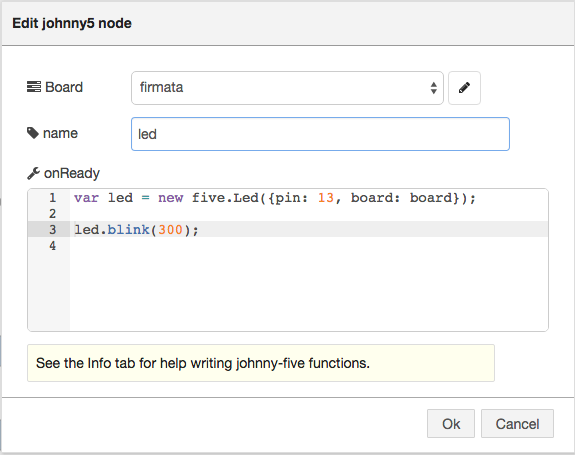 Edit johnny5 node
Board firmata
name led
onReady
1 var led = new five.Led({pin: 13, board: board});
2
3 led.blink(300);
4
See the Info tab for help writing johnny-five functions.
Ok Cancel